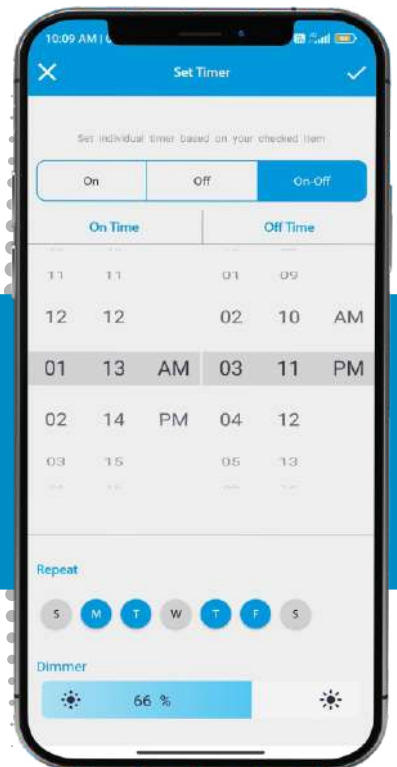 10:09 AM
Set Timer
Set individual timer based on your checked item
On Off On-Off
On Time Off Time
11 11 01 09
12 12 02 10 AM
01 13 AM 03 11 PM
02 14 PM 04 12
03 15 05 13
Repeat
S M T W T F S
Dimmer
66 %